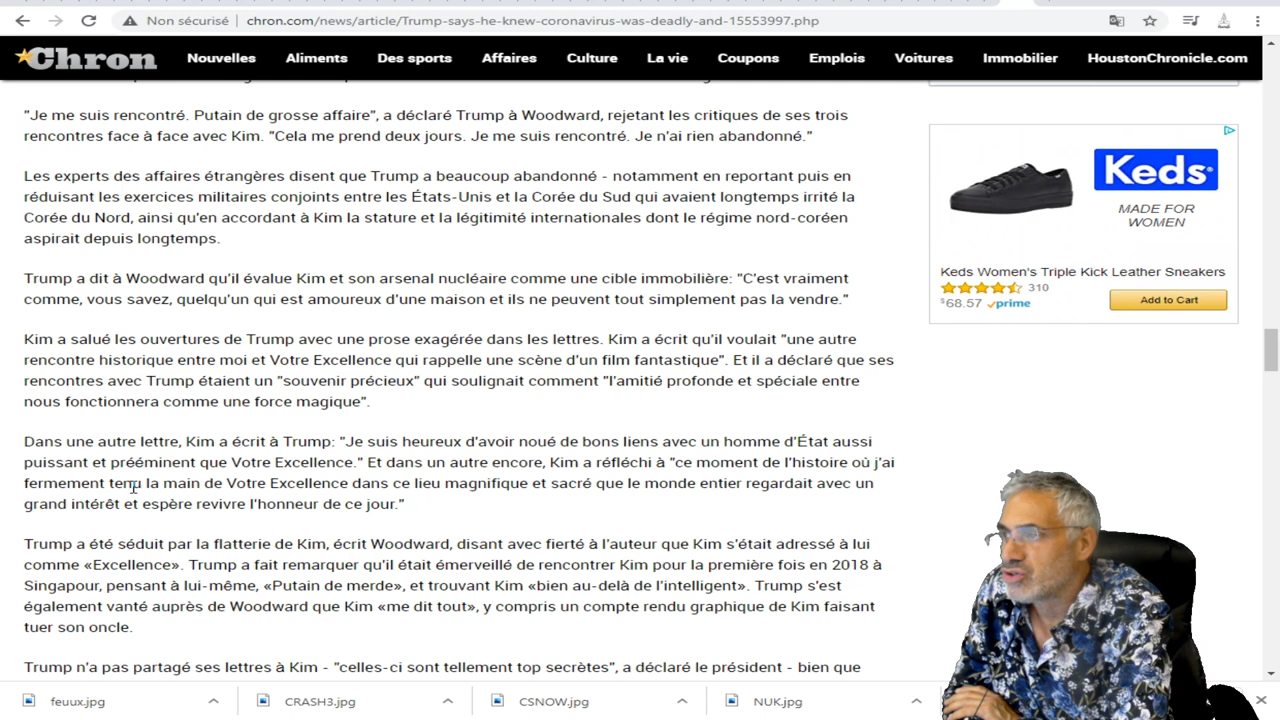 Non sécurisé | chron.com/news/article/Trump-says-he-knew-coronavirus-was-deadly-and-15553997.php
Chron Nouvelles Aliments Des sports Affaires Culture La vie Coupons Emplois Voitures Immobilier HoustonChronicle.com
"Je me suis rencontré. Putain de grosse affaire", a déclaré Trump à Woodward, rejetant les critiques de ses trois
rencontres face à face avec Kim. "Cela me prend deux jours. Je me suis rencontré. Je n'ai rien abandonné."
Les experts des affaires étrangères disent que Trump a beaucoup abandonné - notamment en reportant puis en
réduisant les exercices militaires conjoints entre les États-Unis et la Corée du Sud qui avaient longtemps irrité la
Corée du Nord, ainsi qu'en accordant à Kim la stature et la légitimité internationales dont le régime nord-coréen
aspirait depuis longtemps.
Trump a dit à Woodward qu'il évalue Kim et son arsenal nucléaire comme une cible immobilière: "C'est vraiment
comme, vous savez, quelqu'un qui est amoureux d'une maison et ils ne peuvent tout simplement pas la vendre."
Kim a salué les ouvertures de Trump avec une prose exagérée dans les lettres. Kim a écrit qu'il voulait "une autre
rencontre historique entre moi et Votre Excellence qui rappelle une scène d'un film fantastique". Et il a déclaré que ses
rencontres avec Trump étaient un "souvenir précieux" qui soulignait comment "l'amitié profonde et spéciale entre
nous fonctionnera comme une force magique".
Dans une autre lettre, Kim a écrit à Trump: "Je suis heureux d'avoir noué de bons liens avec un homme d'État aussi
puissant et prééminent que Votre Excellence." Et dans un autre encore, Kim a réfléchi à "ce moment de l'histoire où j'ai
fermement tenu la main de Votre Excellence dans ce lieu magnifique et sacré que le monde entier regardait avec un
grand intérêt et espère revivre l'honneur de ce jour."
Trump a été séduit par la flatterie de Kim, écrit Woodward, disant avec fierté à l'auteur que Kim s'était adressé à lui
comme «Excellence». Trump a fait remarquer qu'il était émerveillé de rencontrer Kim pour la première fois en 2018 à
Singapour, pensant à lui-même, «Putain de merde», et trouvant Kim «bien au-delà de l'intelligent». Trump s'est
également vanté auprès de Woodward que Kim «me dit tout», y compris un compte rendu graphique de Kim faisant
tuer son oncle.
Trump n'a pas partagé ses lettres à Kim - "celles-ci sont tellement top secrètes", a déclaré le président - bien que
Keds
MADE FOR
WOMEN
Keds Women's Triple Kick Leather Sneakers
310
$68.57 prime Add to Cart
feuux.jpg CRASH3.jpg CSNOW.jpg NUK.jpg